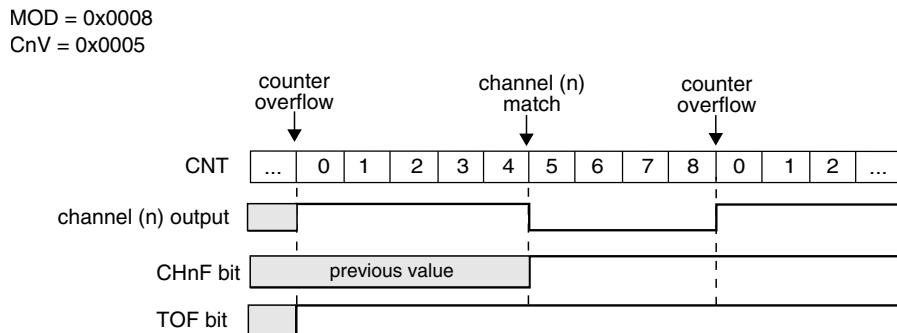 MOD = 0x0008
CnV = 0x0005
counter overflow
channel (n) match
counter overflow
CNT ... 0 1 2 3 4 5 6 7 8 0 1 2 ...
channel (n) output
CHnF bit previous value
TOF bit